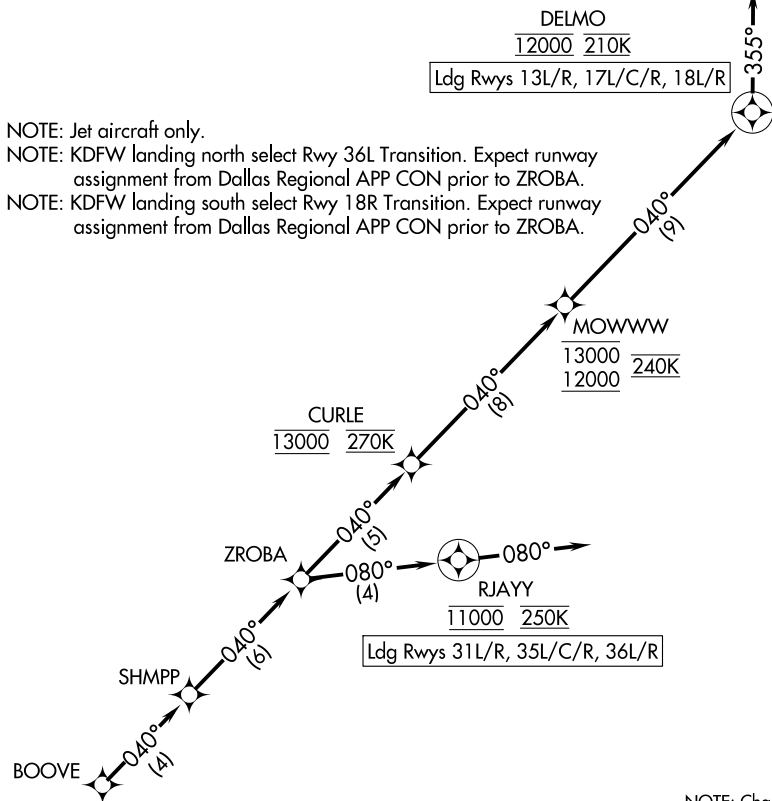 DELMO
12000 210K
Ldg Rwys 13L/R, 17L/C/R, 18L/R
355°
NOTE: Jet aircraft only.
NOTE: KDFW landing north select Rwy 36L Transition. Expect runway
assignment from Dallas Regional APP CON prior to ZROBA.
NOTE: KDFW landing south select Rwy 18R Transition. Expect runway
assignment from Dallas Regional APP CON prior to ZROBA.
040°
(9)
MOWWW
13000
12000
240K
040°
(8)
CURLE
13000 270K
040°
(5)
ZROBA
080°
(4)
080°
RJAYY
11000 250K
Ldg Rwys 31L/R, 35L/C/R, 36L/R
040°
(6)
SHMPP
040°
(4)
BOOVE
NOTE: